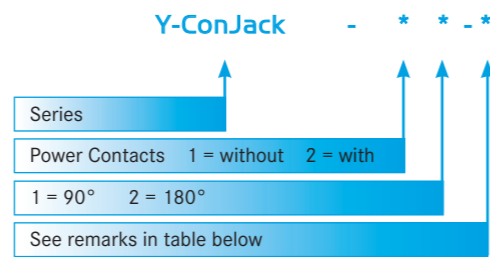 Y-ConJack - * * - *
Series
Power Contacts 1 = without 2 = with
1 = 90° 2 = 180°
See remarks in table below